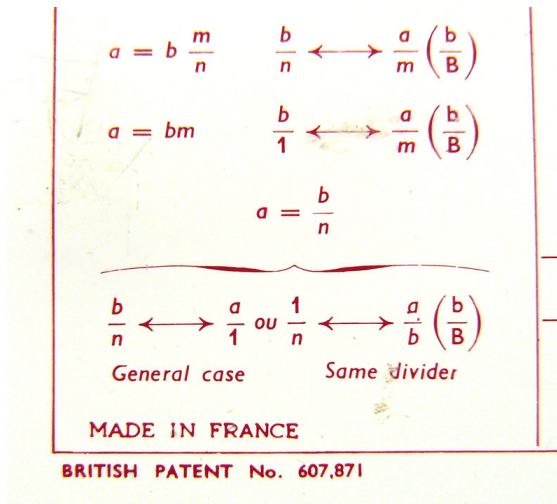 a = b m/n b/n ⟷ a/m (b/B)
a = bm b/1 ⟷ a/m (b/B)
a = b/n
b/n ⟷ a/1 ou 1/n ⟷ a/b (b/B)
General case Same divider
MADE IN FRANCE
BRITISH PATENT No. 607,871